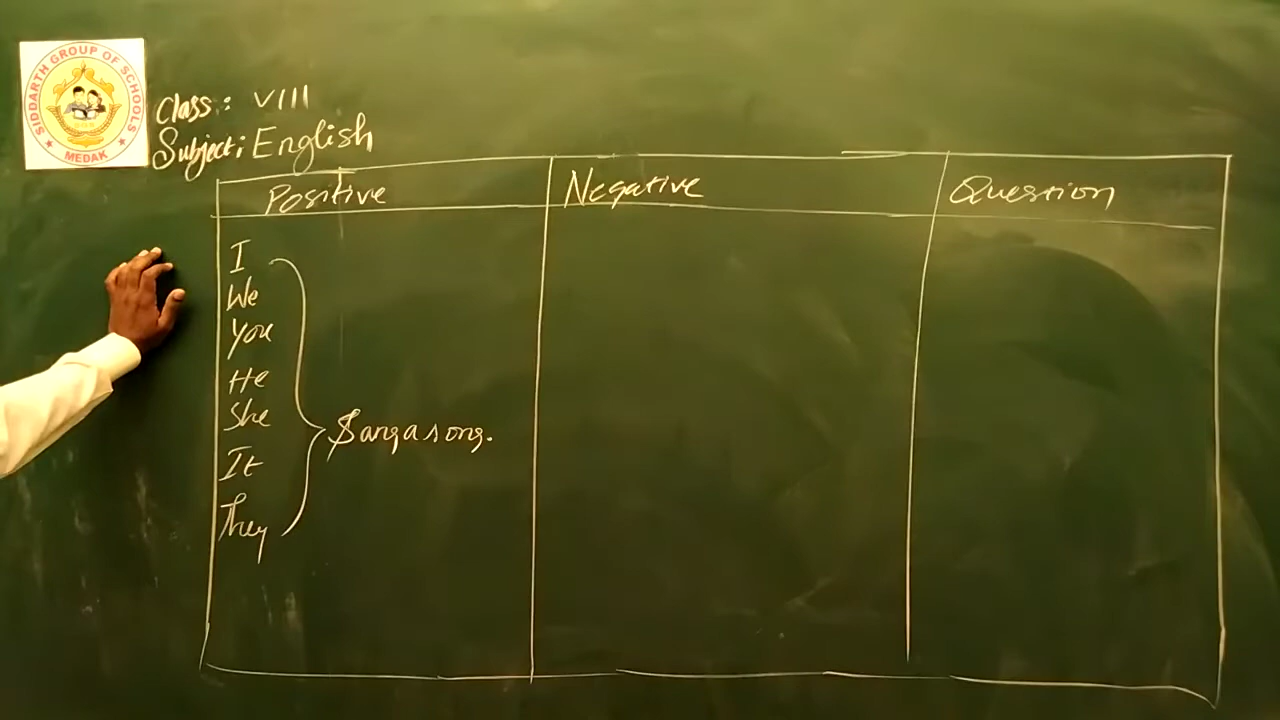 SIDDARTH GROUP OF SCHOOLS
MEDAK
Class: VIII
Subject: English
Positive Negative Question
I
We
You
He
She
It
They
Sang a song.